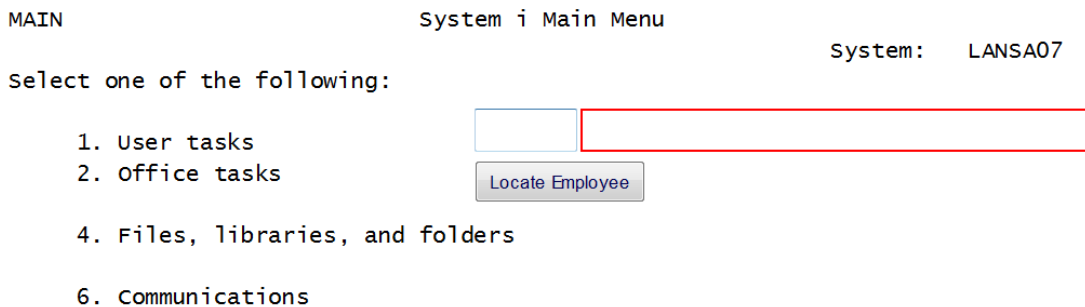 MAIN System i Main Menu
System: LANSA07
Select one of the following:
1. User tasks
2. Office tasks
Locate Employee
4. Files, libraries, and folders
6. Communications